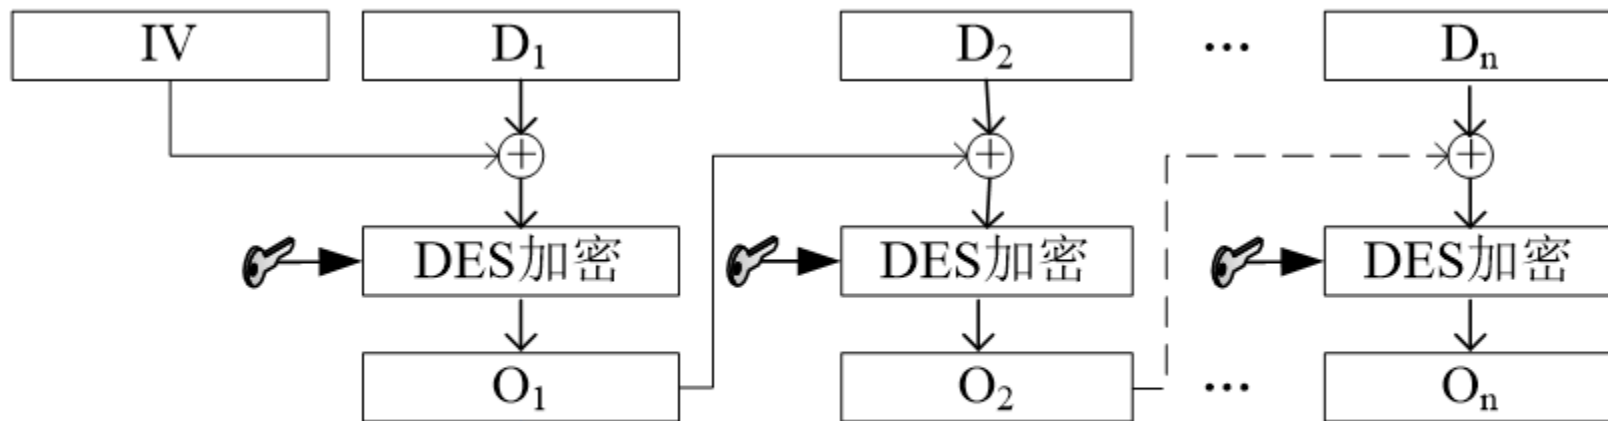 IV D₁ D₂ ... Dₙ
DES加密 DES加密 DES加密
O₁ O₂ ... Oₙ